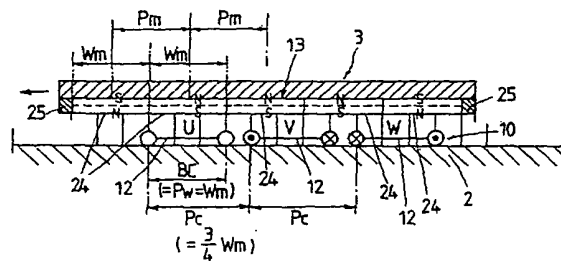 Pm Pm
Wm Wm 13 3
S N S N S
N S N S N
25 25
U V W 10
24 12 24 12 24 12 24 2
BC
(=Pw=Wm)
Pc Pc
(= 3/4 Wm)